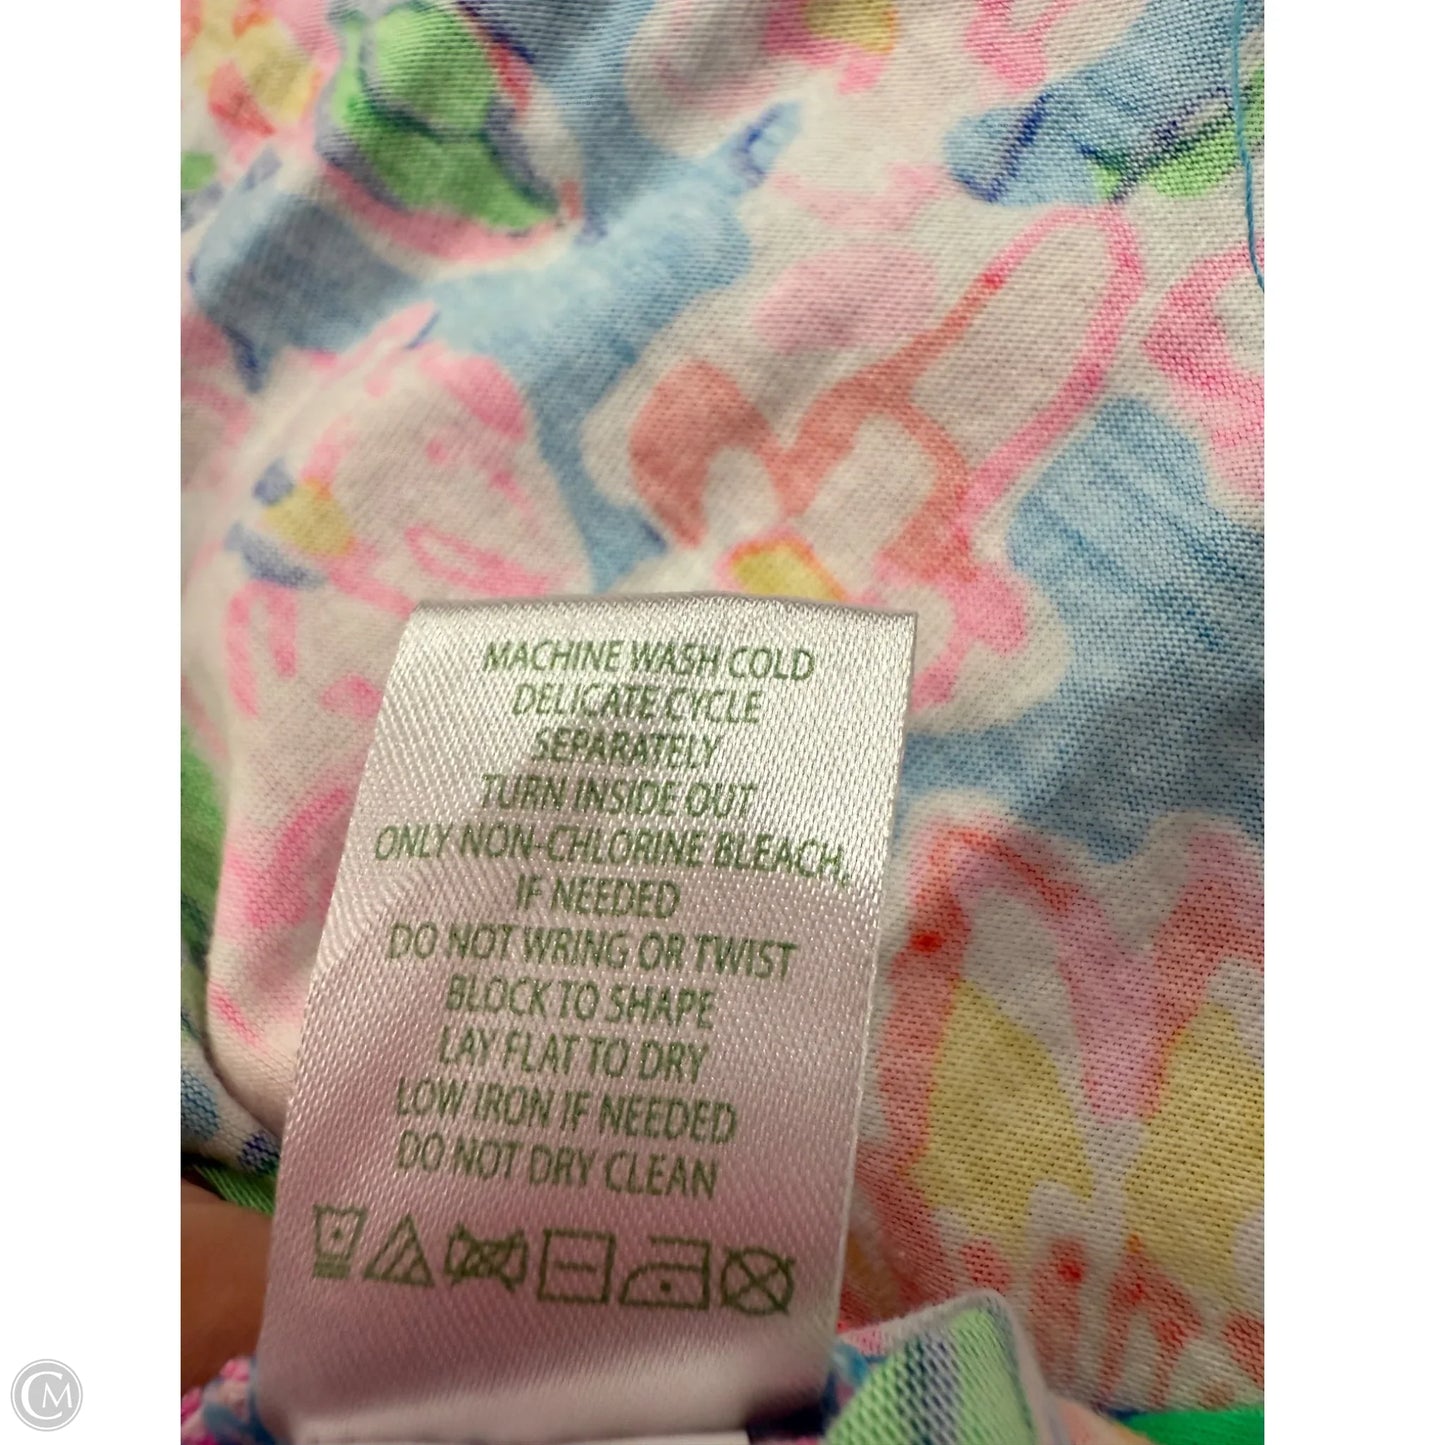 MACHINE WASH COLD
DELICATE CYCLE
SEPARATELY
TURN INSIDE OUT
ONLY NON-CHLORINE BLEACH,
IF NEEDED
DO NOT WRING OR TWIST
BLOCK TO SHAPE
LAY FLAT TO DRY
LOW IRON IF NEEDED
DO NOT DRY CLEAN
CM